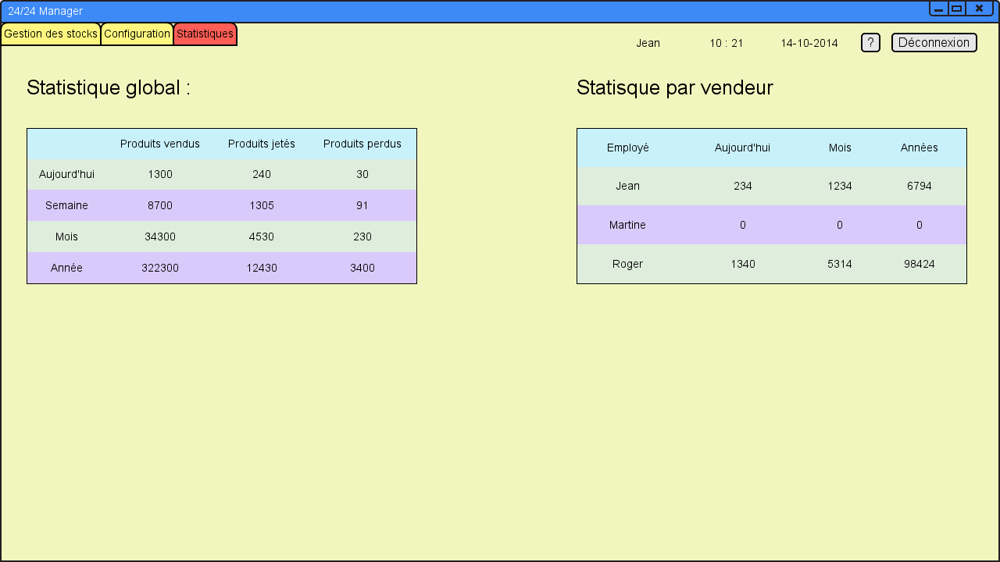 24/24 Manager
Gestion des stocks Configuration Statistiques
Jean 10 : 21 14-10-2014 ? Déconnexion
Statistique global :
Produits vendus Produits jetés Produits perdus
Aujourd'hui 1300 240 30
Semaine 8700 1305 91
Mois 34300 4530 230
Année 322300 12430 3400
Statisque par vendeur
Employé Aujourd'hui Mois Années
Jean 234 1234 6794
Martine 0 0 0
Roger 1340 5314 98424